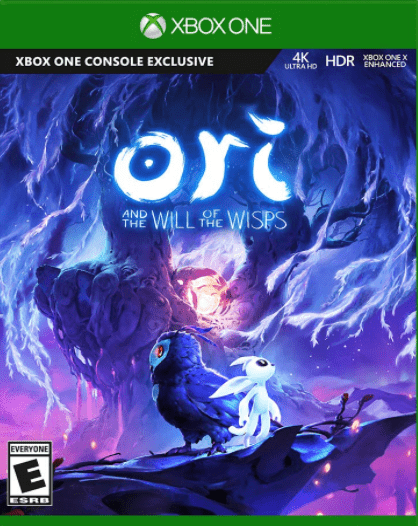 XBOX ONE
XBOX ONE CONSOLE EXCLUSIVE
4K
ULTRA HD
HDR
XBOX ONE X
ENHANCED
ori
AND THE WILL OF THE WISPS
EVERYONE
E
ESRB